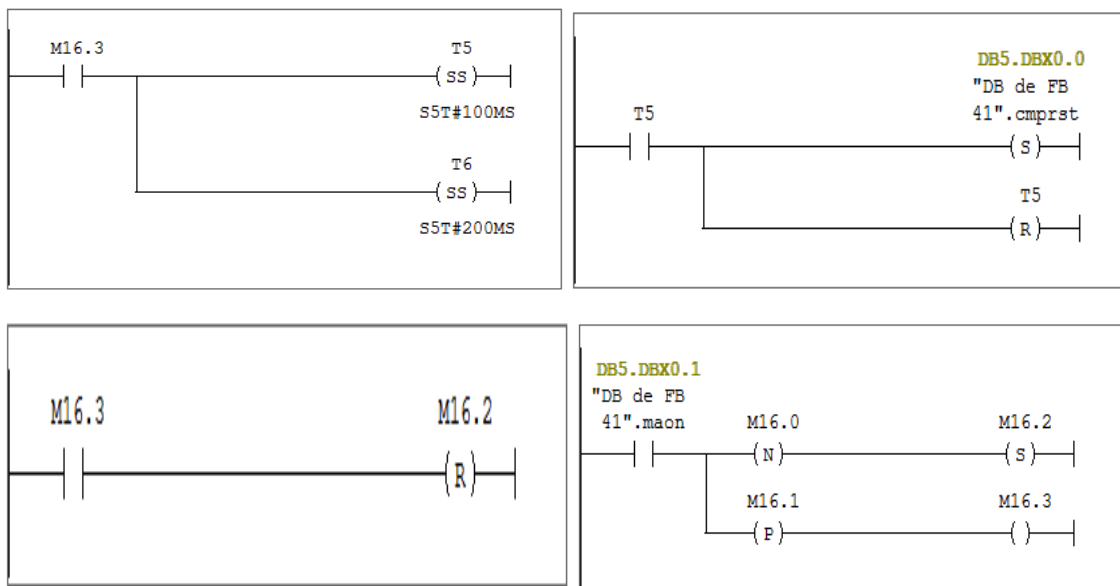 M16.3
T5
SS
S5T#100MS
T6
SS
S5T#200MS
DB5.DBX0.0
"DB de FB
41".cmprst
T5
S
T5
R
M16.3
M16.2
R
DB5.DBX0.1
"DB de FB
41".maon
M16.0
M16.2
N
S
M16.1
M16.3
P